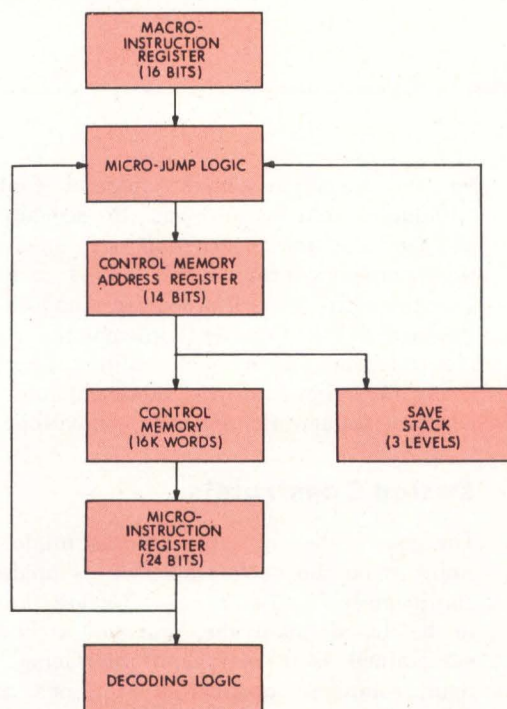 MACRO-
INSTRUCTION
REGISTER
(16 BITS)
MICRO-JUMP LOGIC
CONTROL MEMORY
ADDRESS REGISTER
(14 BITS)
CONTROL
MEMORY
(16K WORDS)
SAVE
STACK
(3 LEVELS)
MICRO-
INSTRUCTION
REGISTER
(24 BITS)
DECODING LOGIC